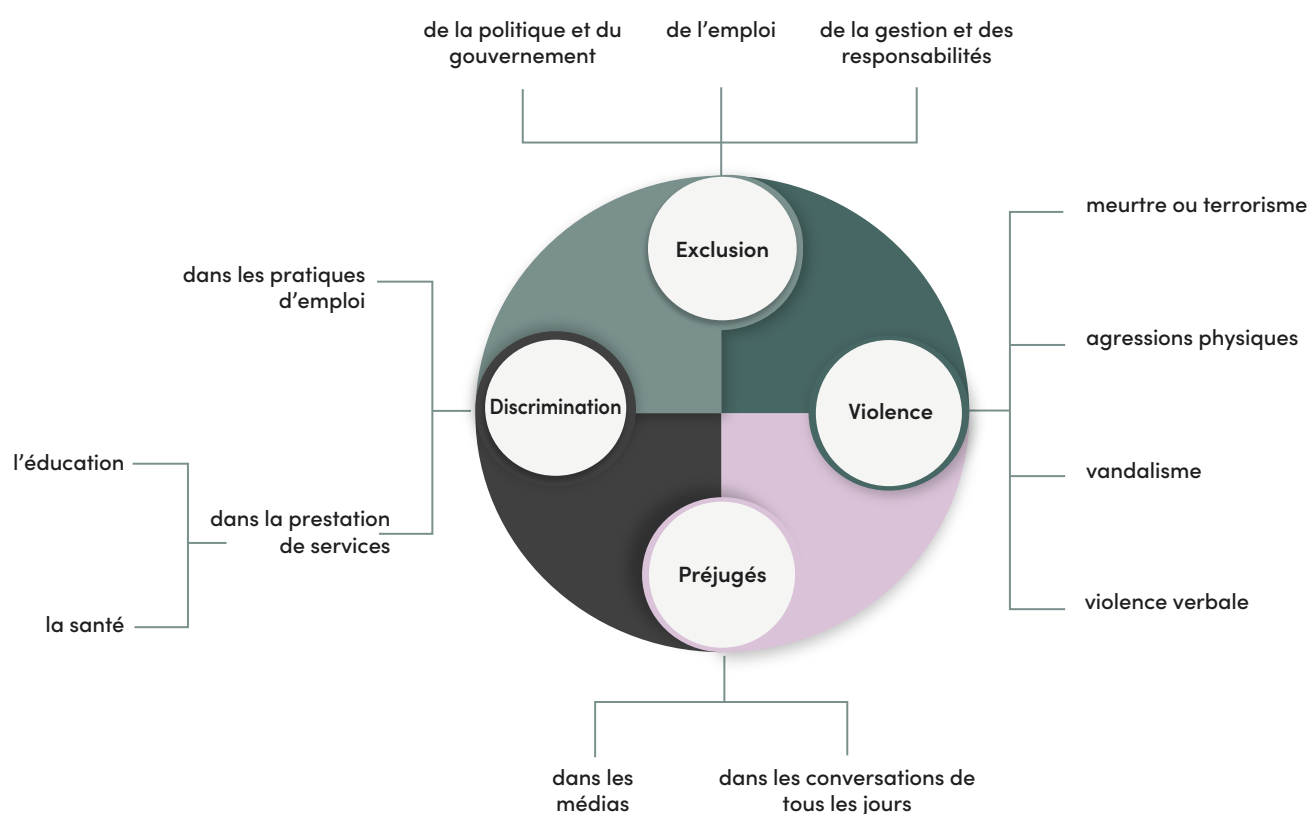 de la politique et du
gouvernement
de l’emploi
de la gestion et des
responsabilités
Exclusion
meurtre ou terrorisme
agressions physiques
Violence
vandalisme
violence verbale
dans les pratiques
d’emploi
Discrimination
l’éducation
dans la prestation
de services
la santé
Préjugés
dans les
médias
dans les conversations de
tous les jours